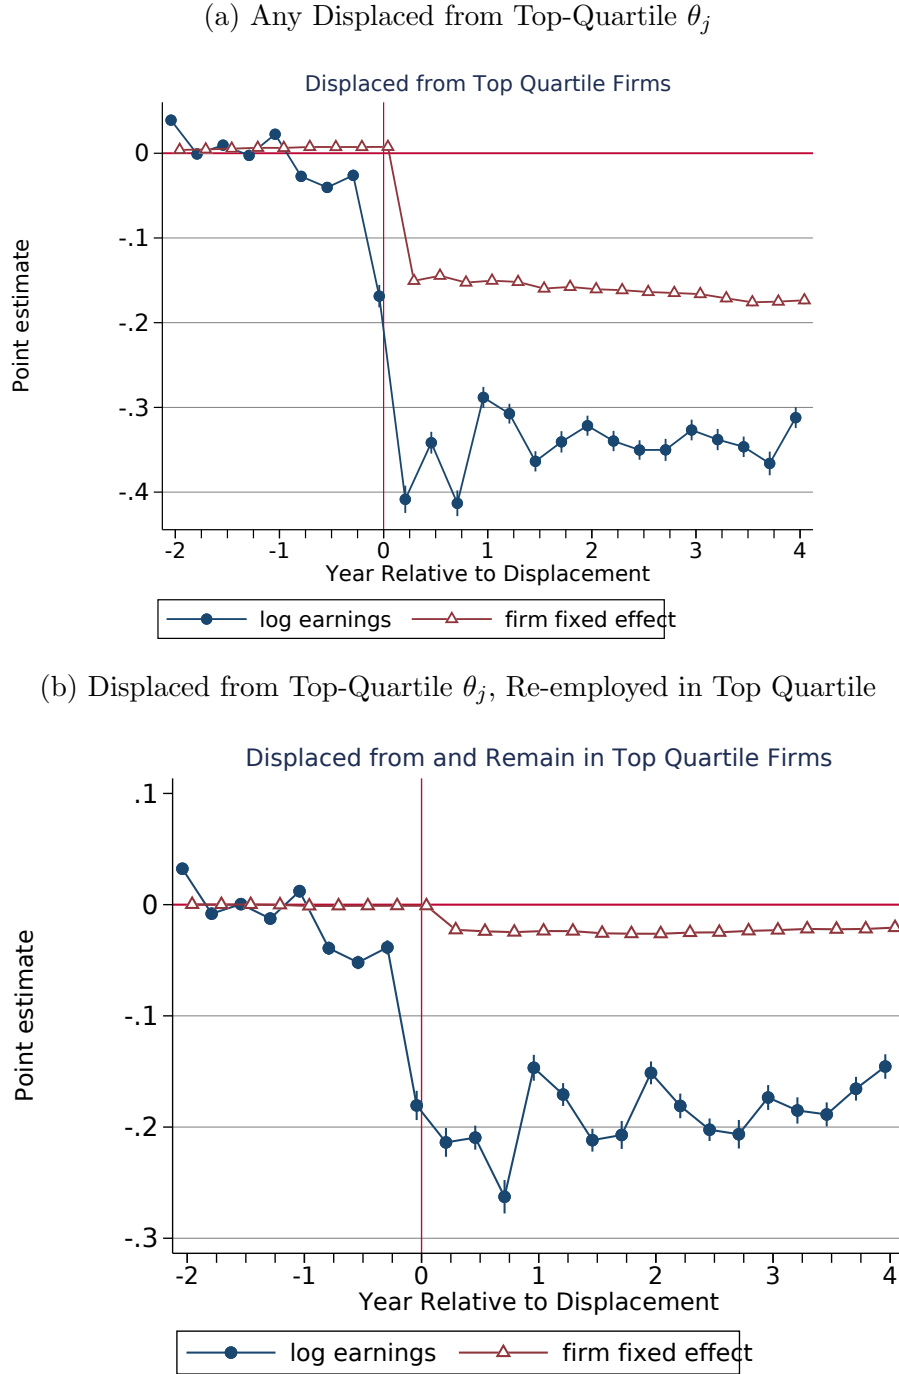 (a) Any Displaced from Top-Quartile θj
Displaced from Top Quartile Firms
Point estimate
0
-.1
-.2
-.3
-.4
-2 -1 0 1 2 3 4
Year Relative to Displacement
log earnings firm fixed effect
(b) Displaced from Top-Quartile θj, Re-employed in Top Quartile
Displaced from and Remain in Top Quartile Firms
Point estimate
.1
0
-.1
-.2
-.3
-2 -1 0 1 2 3 4
Year Relative to Displacement
log earnings firm fixed effect